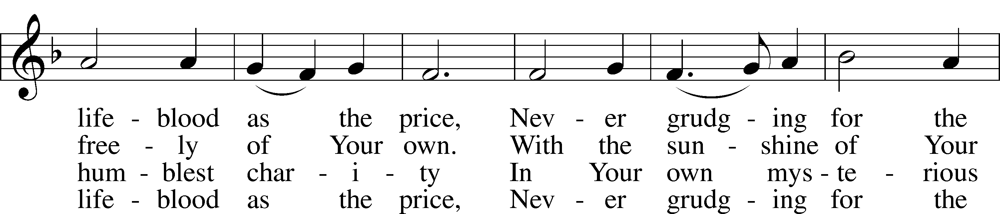 life - blood as the price, Nev - er grudg - ing for the
free - ly of Your own. With the sun - shine of Your
hum - blest char - i - ty In Your own mys - te - rious
life - blood as the price, Nev - er grudg - ing for the